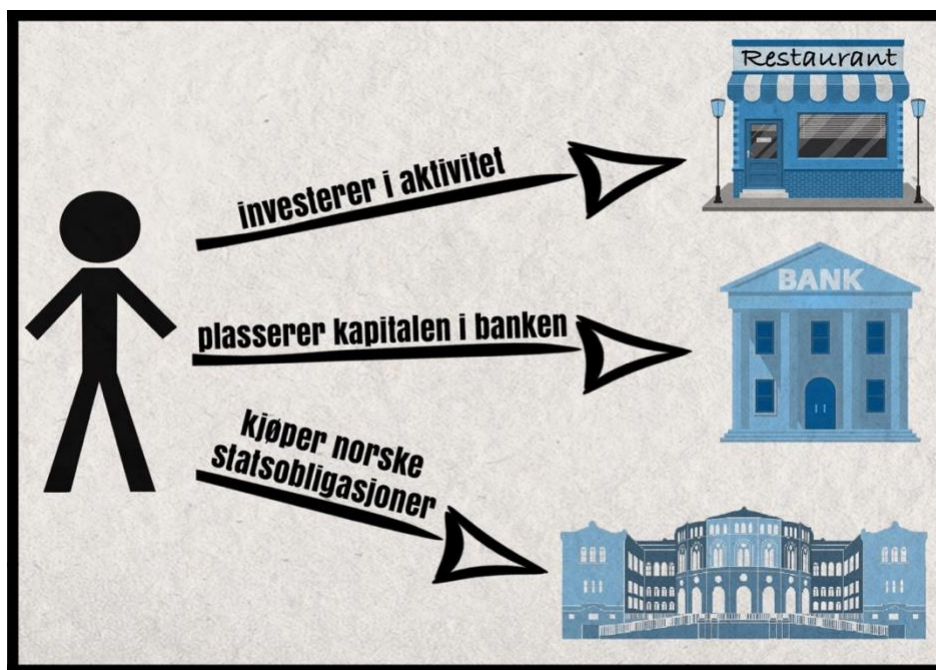 Restaurant
investerer i aktivitet
BANK
plasserer kapitalen i banken
kjøper norske
statsobligasjoner